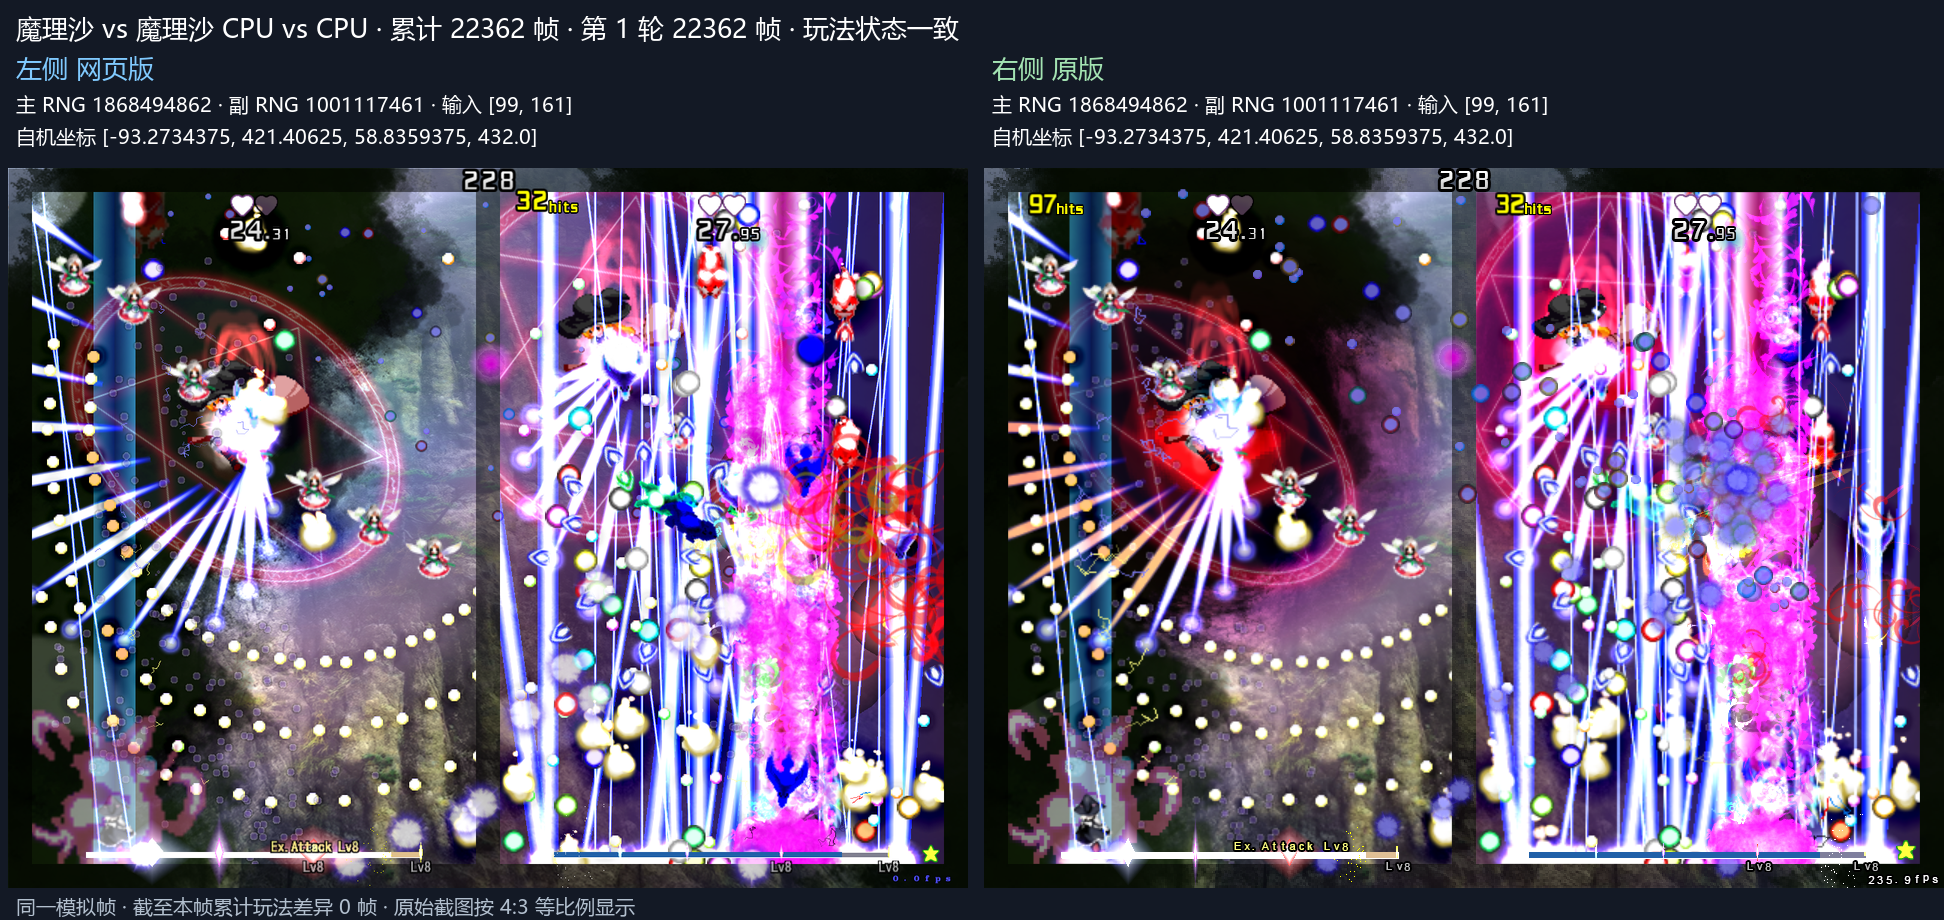 魔理沙 vs 魔理沙 CPU vs CPU · 累计 22362 帧 · 第 1 轮 22362 帧 · 玩法状态一致
左侧 网页版
主 RNG 1868494862 · 副 RNG 1001117461 · 输入 [99, 161]
自机坐标 [-93.2734375, 421.40625, 58.8359375, 432.0]
右侧 原版
主 RNG 1868494862 · 副 RNG 1001117461 · 输入 [99, 161]
自机坐标 [-93.2734375, 421.40625, 58.8359375, 432.0]
228
32hits
24.31
27.95
Ex. Attack Lv8
Lv8
Lv8
Lv8
Lv8
0.0fps
228
97hits
32hits
24.31
27.95
Ex. Attack Lv8
Lv8
Lv8
Lv8
235.9fps
同一模拟帧 · 截至本帧累计玩法差异 0 帧 · 原始截图按 4:3 等比例显示